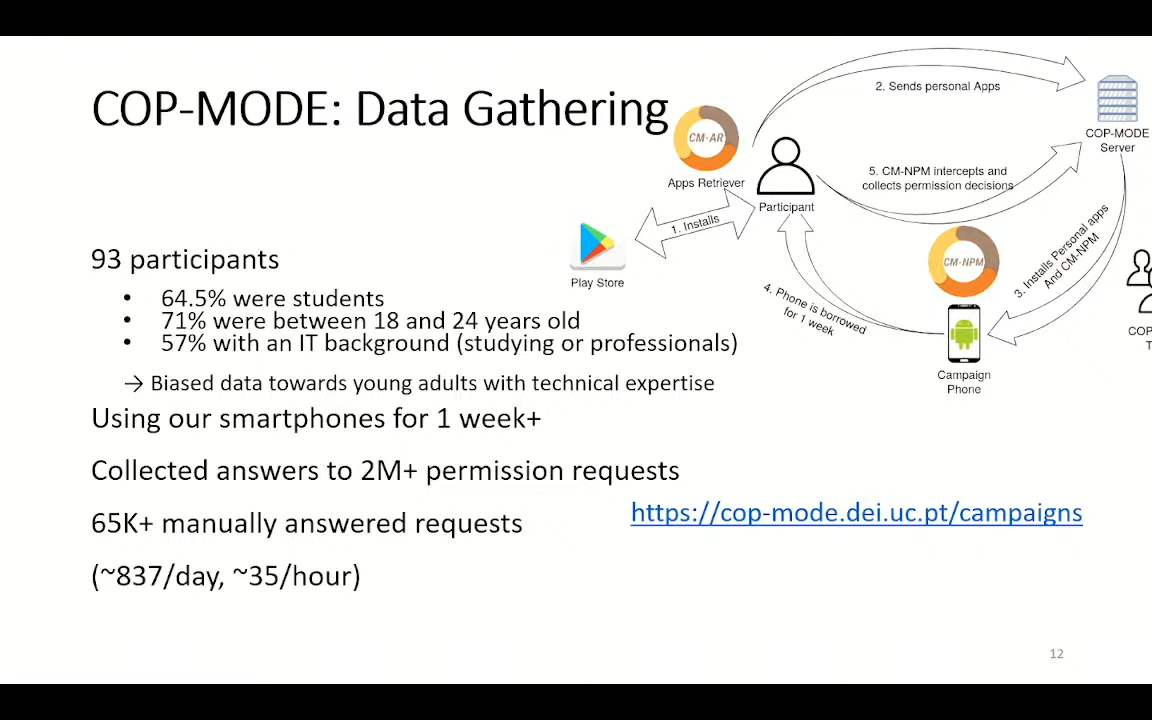 COP-MODE: Data Gathering
93 participants
• 64.5% were students
• 71% were between 18 and 24 years old
• 57% with an IT background (studying or professionals)
→ Biased data towards young adults with technical expertise
Using our smartphones for 1 week+
Collected answers to 2M+ permission requests
65K+ manually answered requests
(~837/day, ~35/hour)
https://cop-mode.dei.uc.pt/campaigns
CM-AR
Apps Retriever
Participant
1. Installs
Play Store
2. Sends personal Apps
COP-MODE
Server
5. CM-NPM intercepts and
collects permission decisions
3. Installs Personal apps
And CM-NPM
CM-NPM
4. Phone is borrowed
for 1 week
Campaign
Phone
COP
T
12